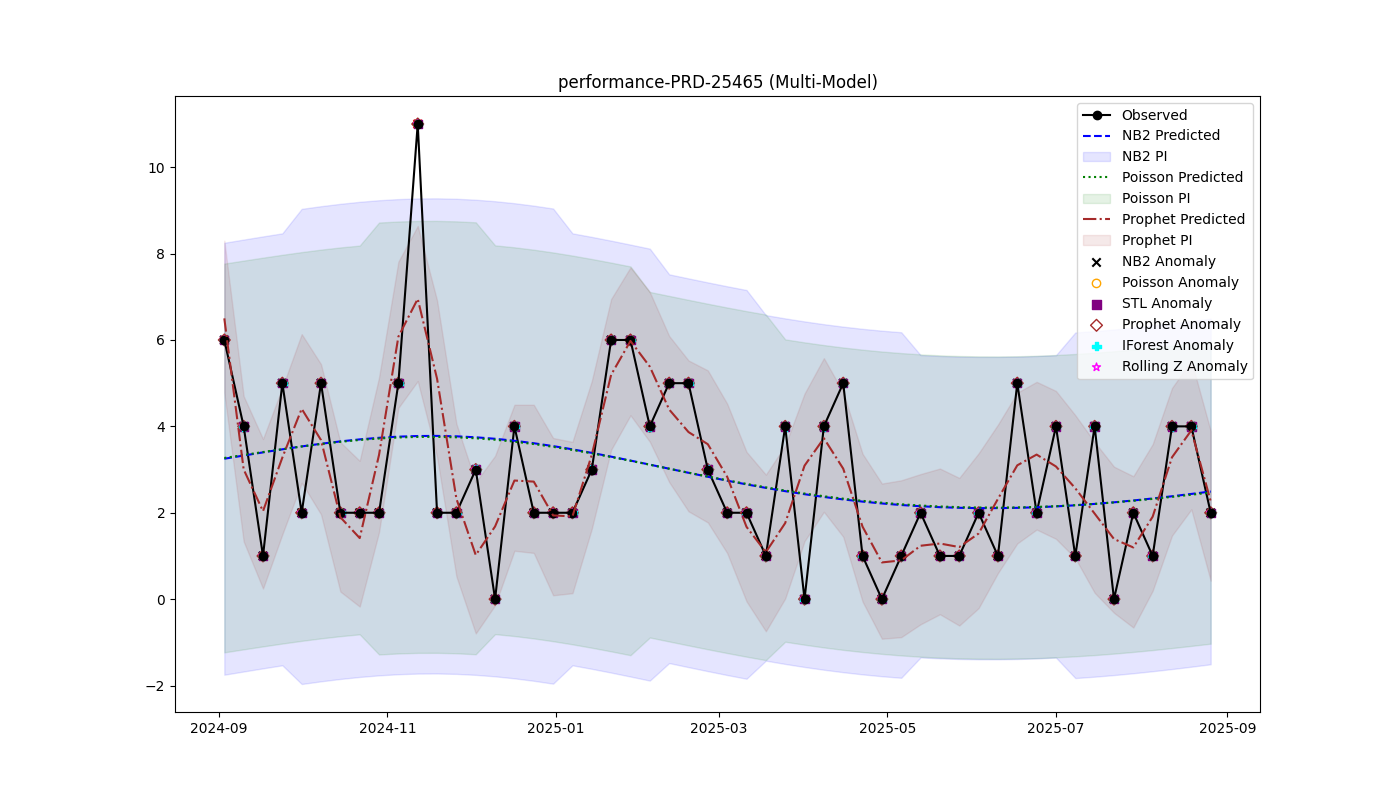 performance-PRD-25465 (Multi-Model)
Observed
NB2 Predicted
NB2 PI
Poisson Predicted
Poisson PI
Prophet Predicted
Prophet PI
NB2 Anomaly
Poisson Anomaly
STL Anomaly
Prophet Anomaly
IForest Anomaly
Rolling Z Anomaly
10
8
6
4
2
0
−2
2024-09 2024-11 2025-01 2025-03 2025-05 2025-07 2025-09